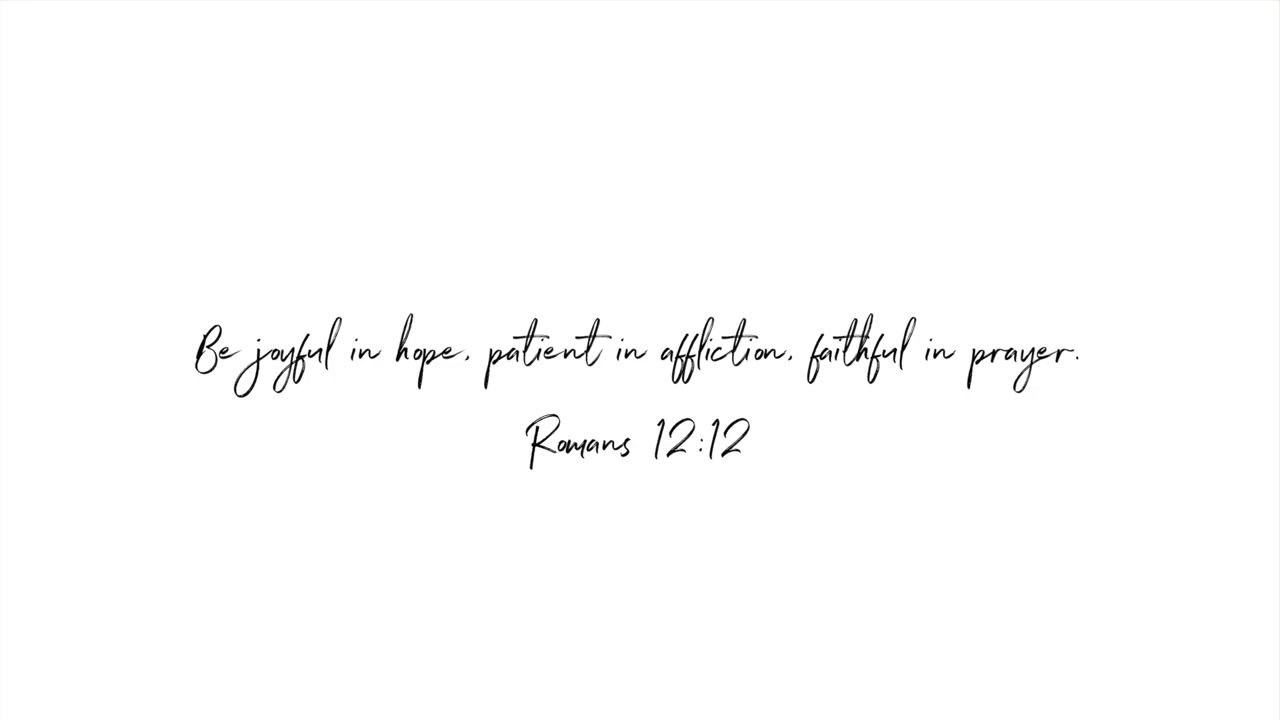 Be joyful in hope, patient in affliction, faithful in prayer.
Romans 12:12